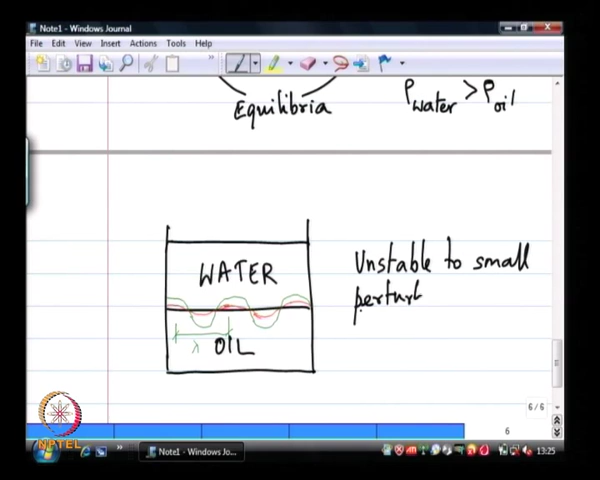 Note1 - Windows Journal
File Edit View Insert Actions Tools Help
Equilibria
ρwater > ρoil
WATER
Unstable to small
perturb
λ
OIL
6 / 6
6
NPTEL
Note1 - Windows Jo...
13:25